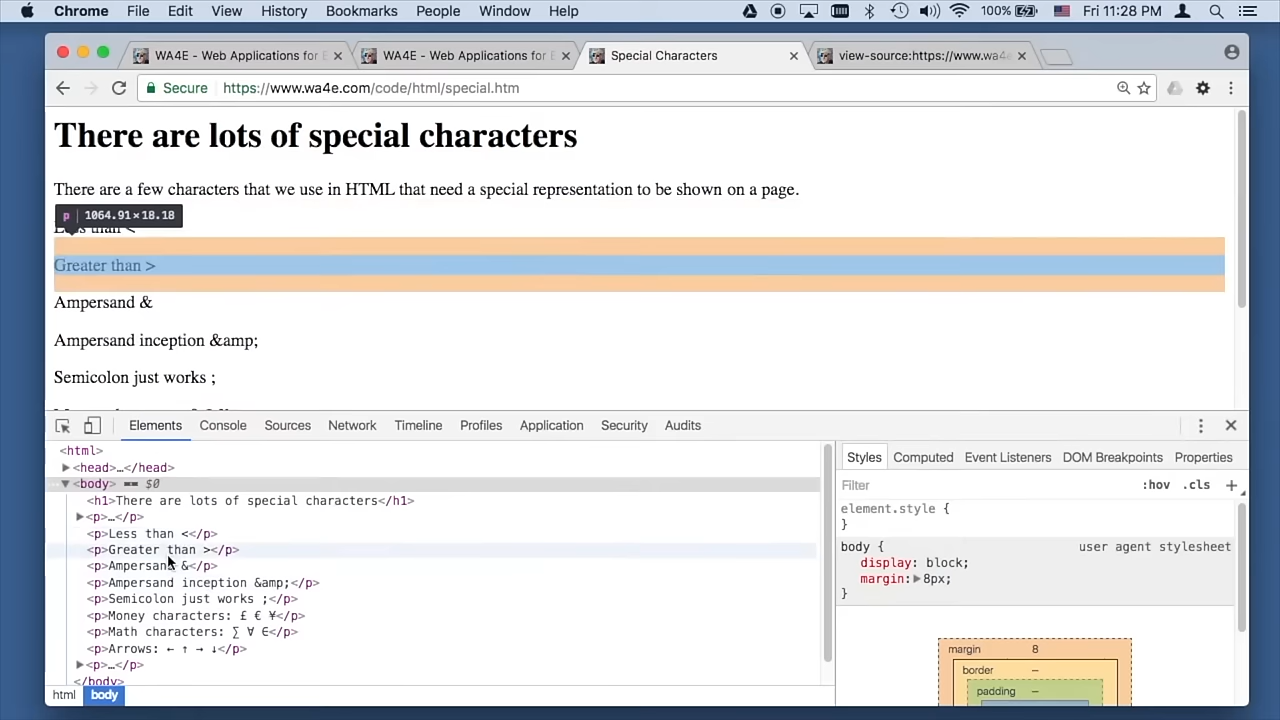 Chrome File Edit View History Bookmarks People Window Help 100% Fri 11:28 PM
WA4E - Web Applications for E WA4E - Web Applications for E Special Characters view-source:https://www.wa4e
Secure https://www.wa4e.com/code/html/special.htm
There are lots of special characters
There are a few characters that we use in HTML that need a special representation to be shown on a page.
p 1064.91×18.18
Less than <
Greater than >
Ampersand &
Ampersand inception &amp;
Semicolon just works ;
Elements Console Sources Network Timeline Profiles Application Security Audits
<html>
<head>…</head>
<body> == $0
<h1>There are lots of special characters</h1>
<p>…</p>
<p>Less than <</p>
<p>Greater than ></p>
<p>Ampersand &</p>
<p>Ampersand inception &amp;</p>
<p>Semicolon just works ;</p>
<p>Money characters: £ € ¥</p>
<p>Math characters: ∑ ∀ ∈</p>
<p>Arrows: ← ↑ → ↓</p>
<p>…</p>
</body>
html body
Styles Computed Event Listeners DOM Breakpoints Properties
Filter :hov .cls +
element.style {
}
body { user agent stylesheet
display: block;
margin: 8px;
}
margin 8
border –
padding –